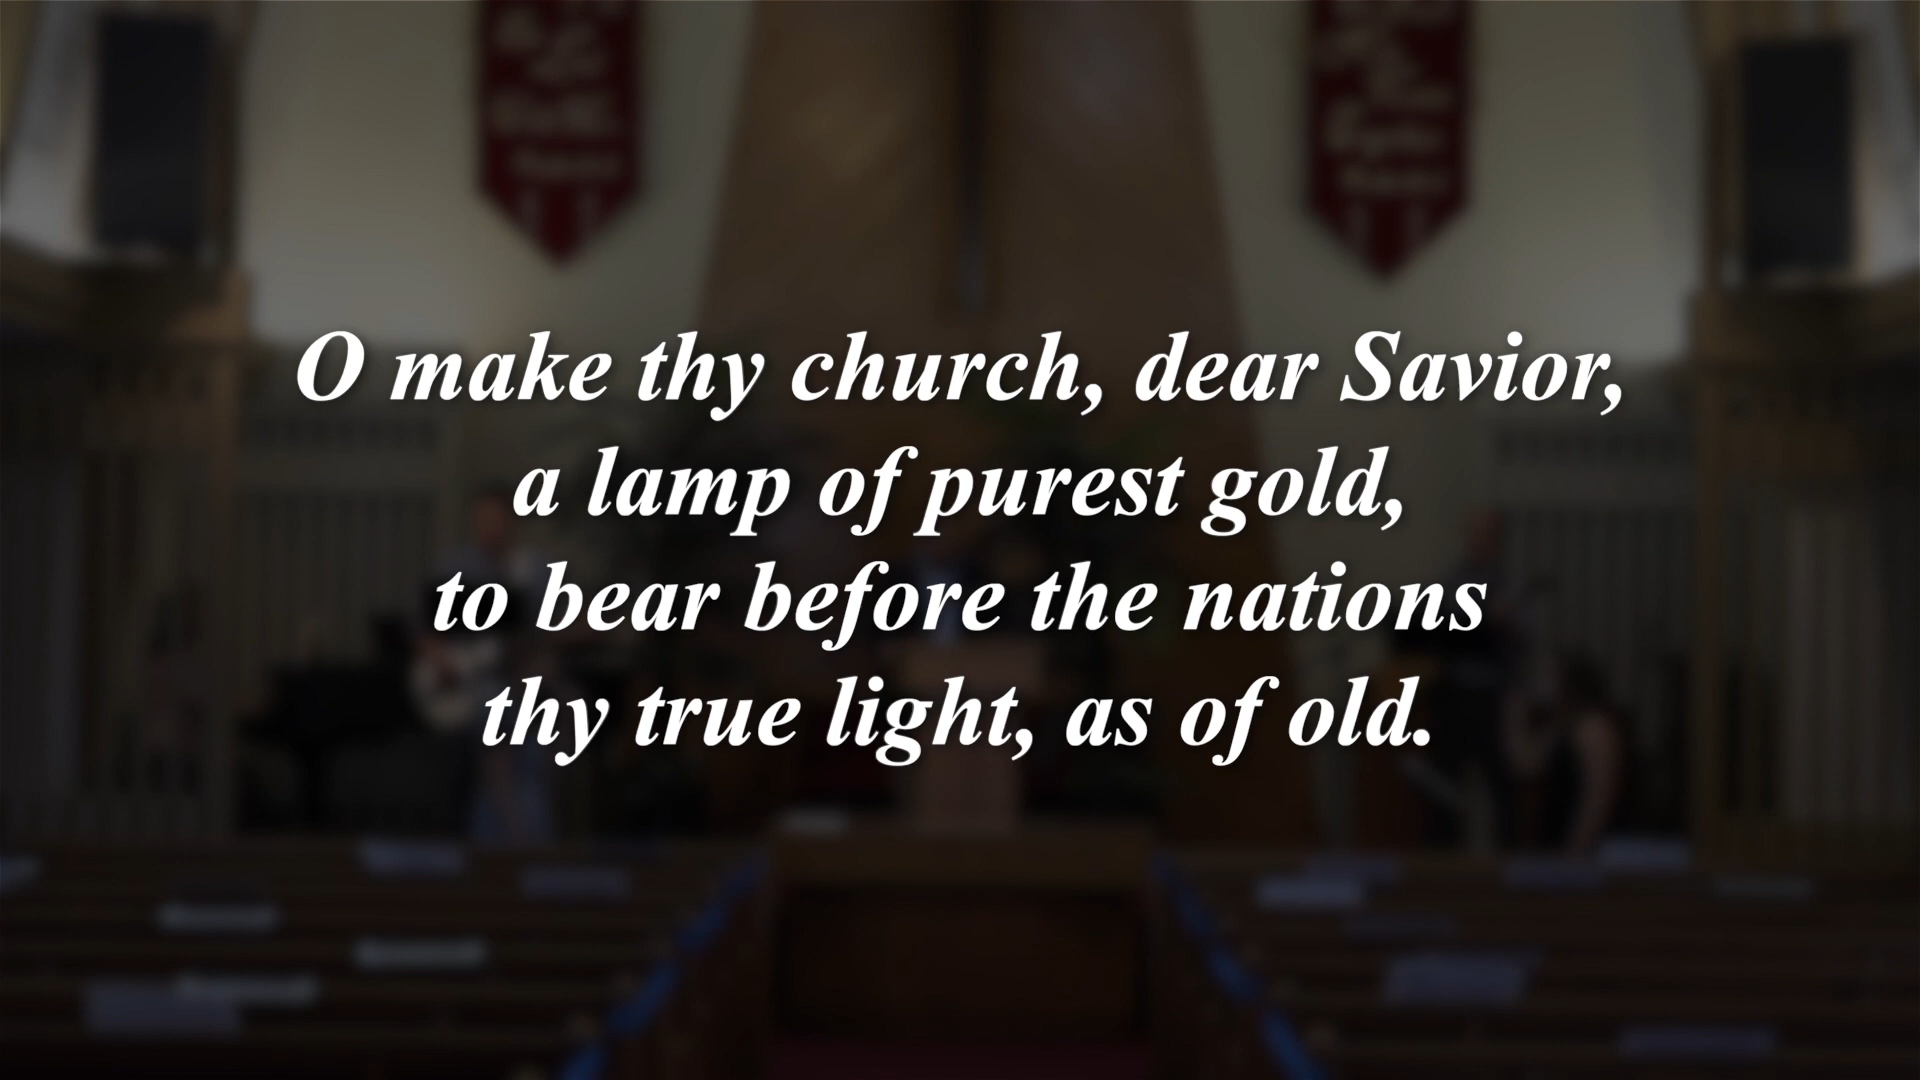 O make thy church, dear Savior,
a lamp of purest gold,
to bear before the nations
thy true light, as of old.